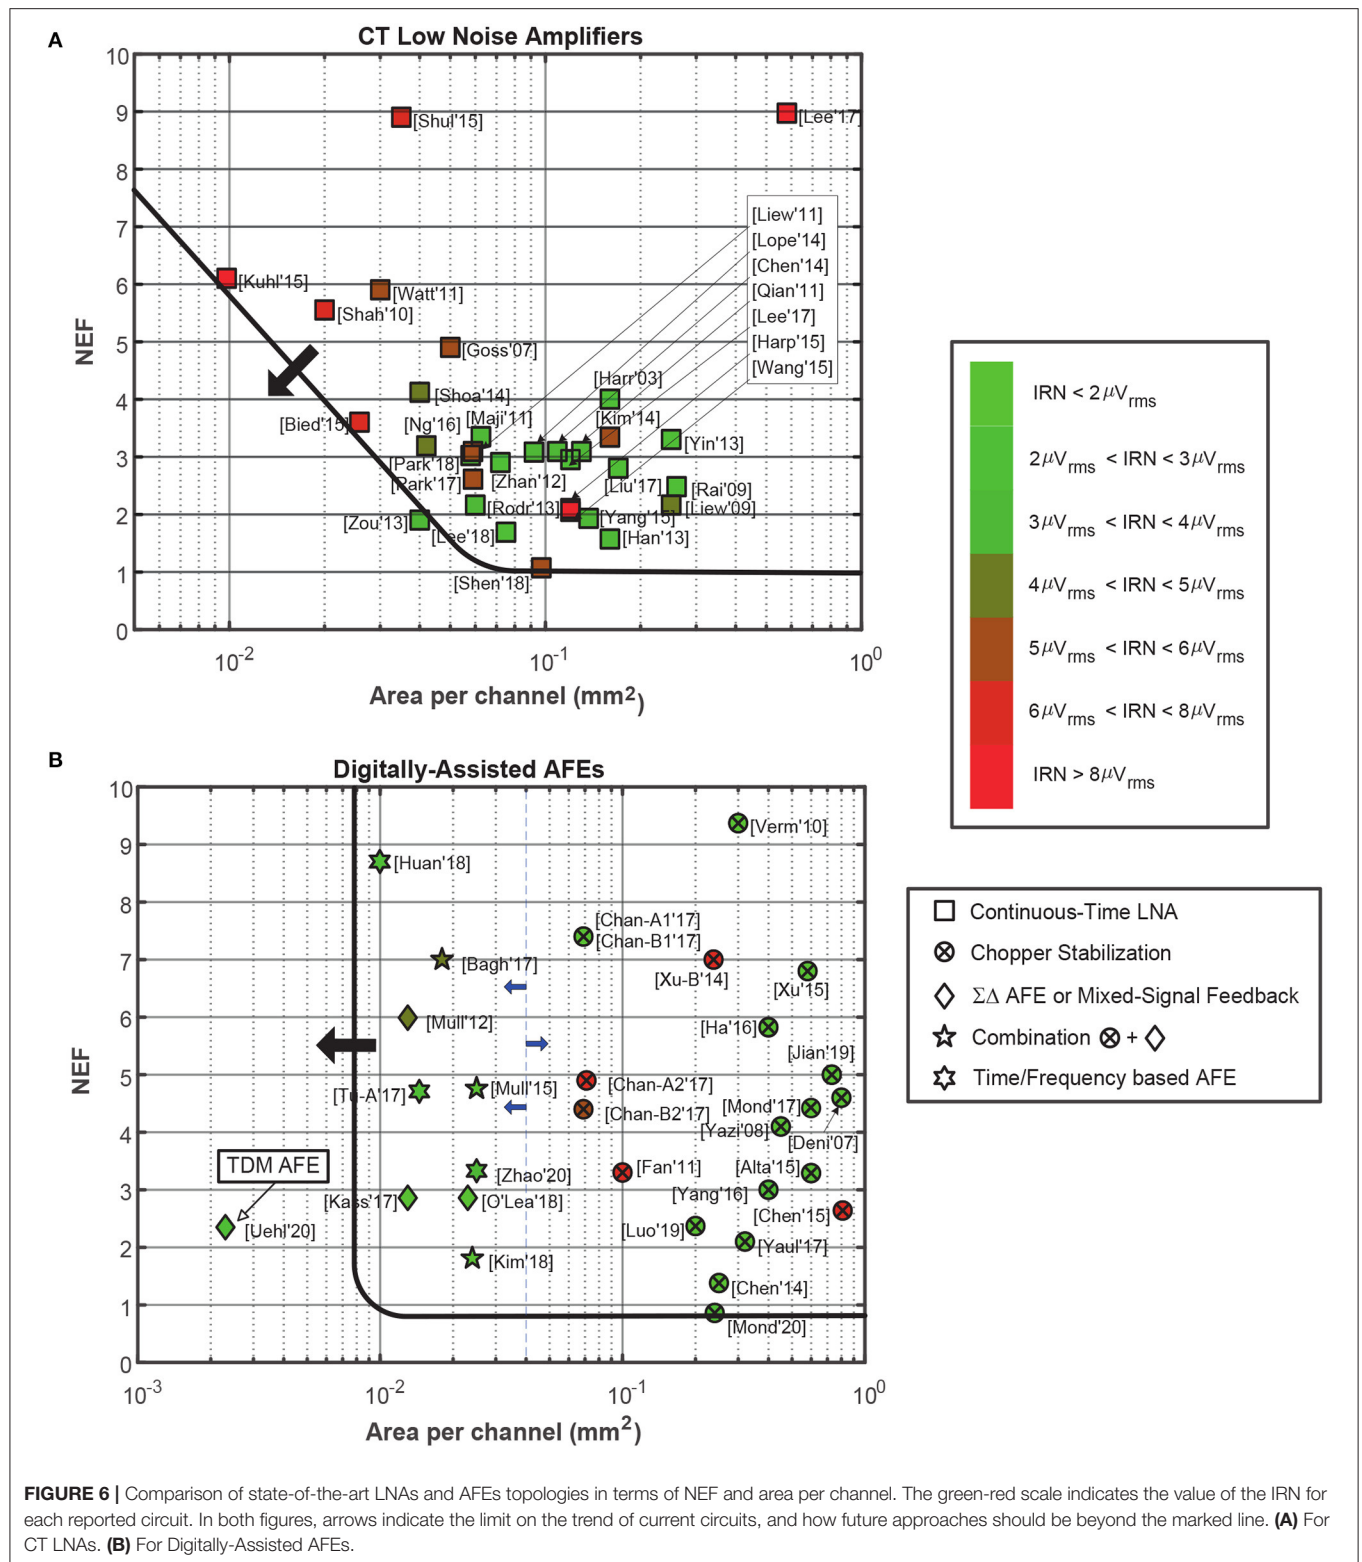 A
CT Low Noise Amplifiers
10
9
8
7
6
5
4
3
2
1
0
NEF
[Shul'15]
[Lee'17]
[Liew'11]
[Lope'14]
[Chen'14]
[Qian'11]
[Lee'17]
[Harp'15]
[Wang'15]
[Kuhl'15]
[Watt'11]
[Shah'10]
[Goss'07]
[Harr'03]
[Shoa'14]
[Bied'15]
[Ng'16]
[Maji'11]
[Kim'14]
[Yin'13]
[Park'18]
[Park'17]
[Zhan'12]
[Liu'17]
[Rai'09]
[Rodr'13]
[Liew'09]
[Zou'13]
[Lee'18]
[Yang'15]
[Han'13]
[Shen'18]
10-2
10-1
100
Area per channel (mm2)
IRN < 2μVrms
2μVrms < IRN < 3μVrms
3μVrms < IRN < 4μVrms
4μVrms < IRN < 5μVrms
5μVrms < IRN < 6μVrms
6μVrms < IRN < 8μVrms
IRN > 8μVrms
B
Digitally-Assisted AFEs
10
9
8
7
6
5
4
3
2
1
0
NEF
[Verm'10]
[Huan'18]
[Chan-A1'17]
[Chan-B1'17]
[Bagh'17]
[Xu-B'14]
[Xu'15]
[Mull'12]
[Ha'16]
[Jian'19]
[Tu-A'17]
[Mull'15]
[Chan-A2'17]
[Chan-B2'17]
[Mond'17]
[Yazi'08]
[Deni'07]
TDM AFE
[Zhao'20]
[Fan'11]
[Alta'15]
[Kass'17]
[O'Lea'18]
[Yang'16]
[Chen'15]
[Uehl'20]
[Luo'19]
[Yaul'17]
[Kim'18]
[Chen'14]
[Mond'20]
10-3
10-2
10-1
100
Area per channel (mm2)
Continuous-Time LNA
Chopper Stabilization
ΣΔ AFE or Mixed-Signal Feedback
Combination ⊗ + ◇
Time/Frequency based AFE
FIGURE 6 | Comparison of state-of-the-art LNAs and AFEs topologies in terms of NEF and area per channel. The green-red scale indicates the value of the IRN for
each reported circuit. In both figures, arrows indicate the limit on the trend of current circuits, and how future approaches should be beyond the marked line. (A) For
CT LNAs. (B) For Digitally-Assisted AFEs.